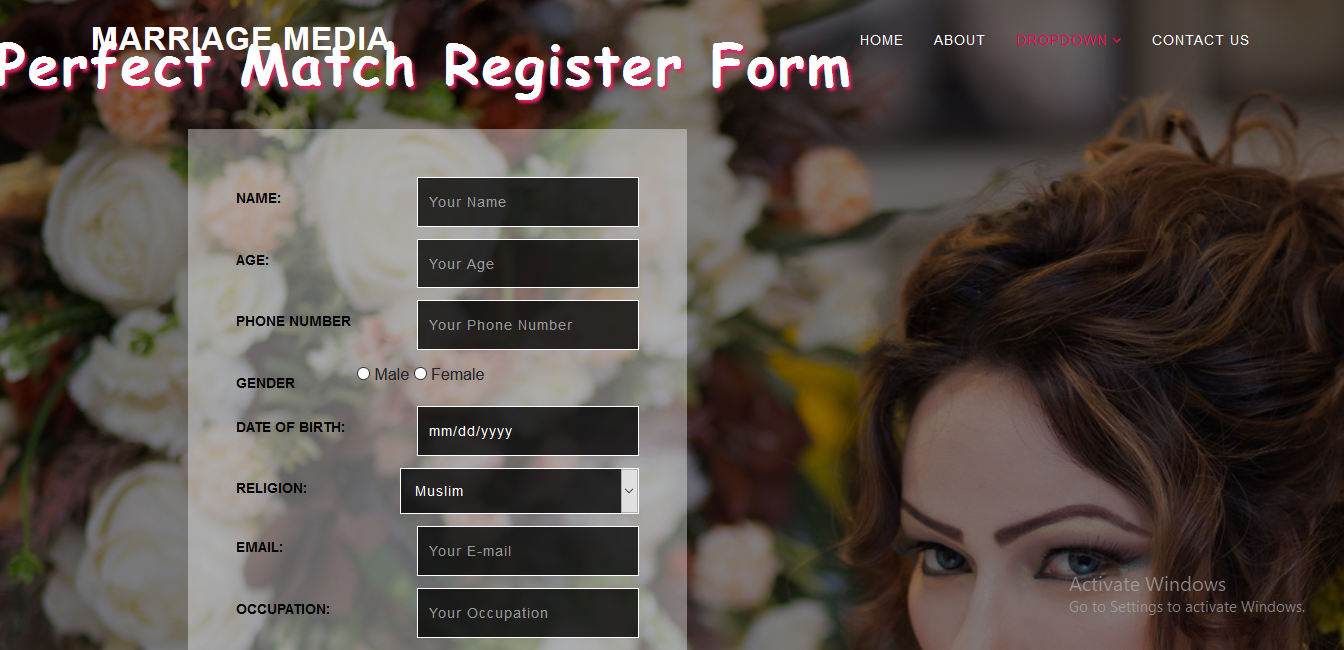 MARRIAGE MEDIA
HOME ABOUT DROPDOWN CONTACT US
Perfect Match Register Form
NAME: Your Name
AGE: Your Age
PHONE NUMBER Your Phone Number
GENDER Male Female
DATE OF BIRTH: mm/dd/yyyy
RELIGION: Muslim
EMAIL: Your E-mail
OCCUPATION: Your Occupation
Activate Windows
Go to Settings to activate Windows.